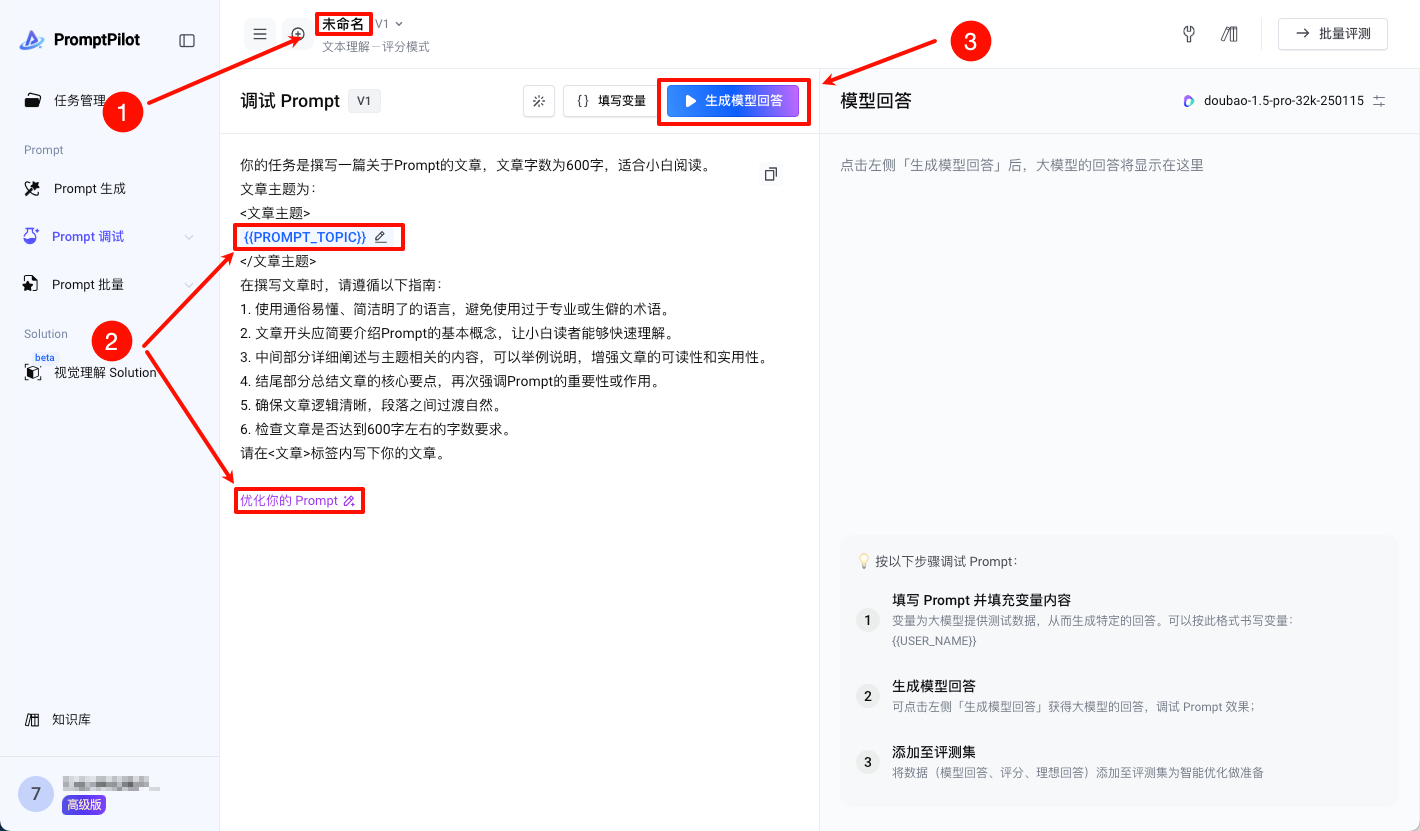 PromptPilot
任务管理
Prompt
Prompt 生成
Prompt 调试
Prompt 批量
Solution
beta
视觉理解 Solution
知识库
7
高级版
未命名 V1
文本理解－评分模式
批量评测
1
2
3
调试 Prompt V1
{} 填写变量
生成模型回答
你的任务是撰写一篇关于Prompt的文章，文章字数为600字，适合小白阅读。
文章主题为：
<文章主题>
{{PROMPT_TOPIC}}
</文章主题>
在撰写文章时，请遵循以下指南：
1. 使用通俗易懂、简洁明了的语言，避免使用过于专业或生僻的术语。
2. 文章开头应简要介绍Prompt的基本概念，让小白读者能够快速理解。
3. 中间部分详细阐述与主题相关的内容，可以举例说明，增强文章的可读性和实用性。
4. 结尾部分总结文章的核心要点，再次强调Prompt的重要性或作用。
5. 确保文章逻辑清晰，段落之间过渡自然。
6. 检查文章是否达到600字左右的字数要求。
请在<文章>标签内写下你的文章。
优化你的 Prompt
模型回答
doubao-1.5-pro-32k-250115
点击左侧「生成模型回答」后，大模型的回答将显示在这里
按以下步骤调试 Prompt：
1
填写 Prompt 并填充变量内容
变量为大模型提供测试数据，从而生成特定的回答。可以按此格式书写变量：
{{USER_NAME}}
2
生成模型回答
可点击左侧「生成模型回答」获得大模型的回答，调试 Prompt 效果；
3
添加至评测集
将数据（模型回答、评分、理想回答）添加至评测集为智能优化做准备